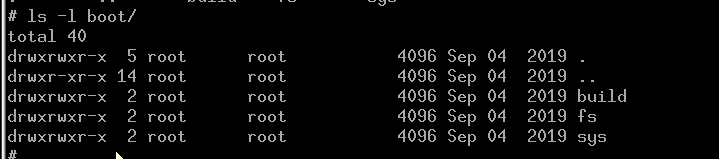 # ls -l boot/
total 40
drwxrwxr-x  5 root      root          4096 Sep 04  2019 .
drwxr-xr-x 14 root      root          4096 Sep 04  2019 ..
drwxrwxr-x  2 root      root          4096 Sep 04  2019 build
drwxrwxr-x  2 root      root          4096 Sep 04  2019 fs
drwxrwxr-x  2 root      root          4096 Sep 04  2019 sys
#